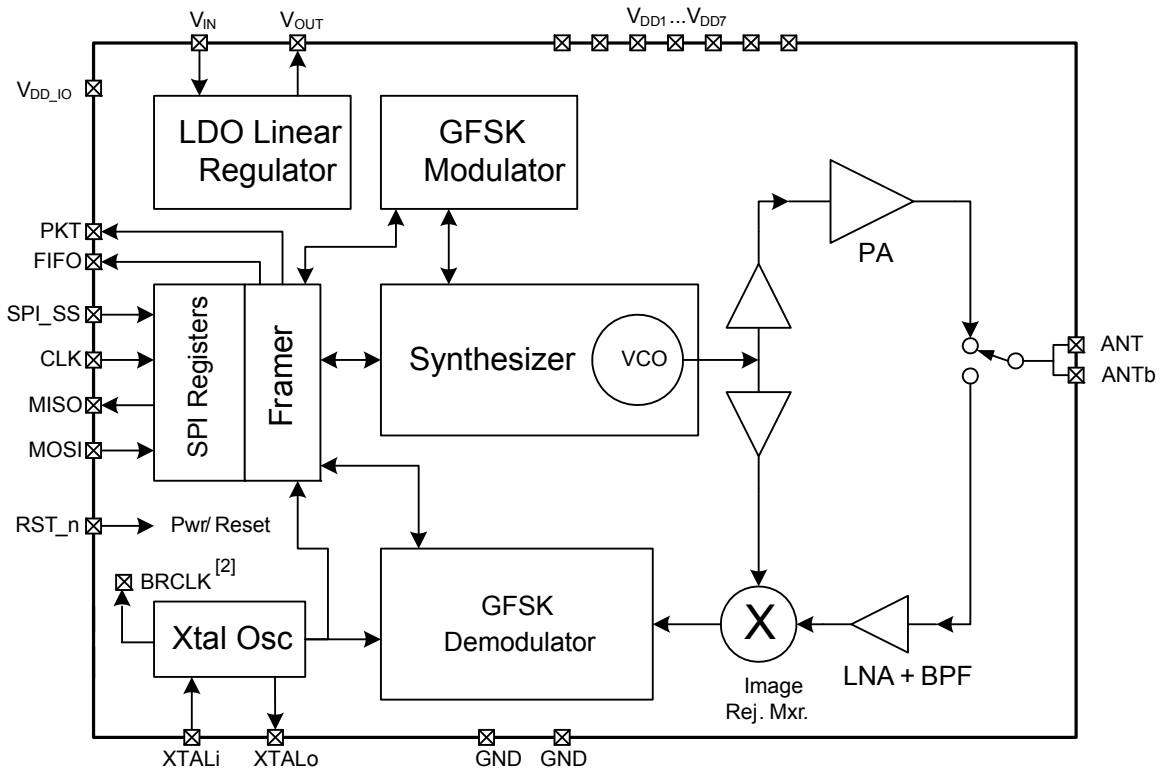 VIN
VOUT
VDD1...VDD7
VDD_IO
LDO Linear
Regulator
GFSK
Modulator
PA
PKT
FIFO
SPI_SS
CLK
MISO
MOSI
SPI Registers
Framer
Synthesizer
VCO
ANT
ANTb
RST_n
Pwr/ Reset
BRCLK [2]
Xtal Osc
GFSK
Demodulator
X
Image
Rej. Mxr.
LNA + BPF
XTALi
XTALo
GND
GND